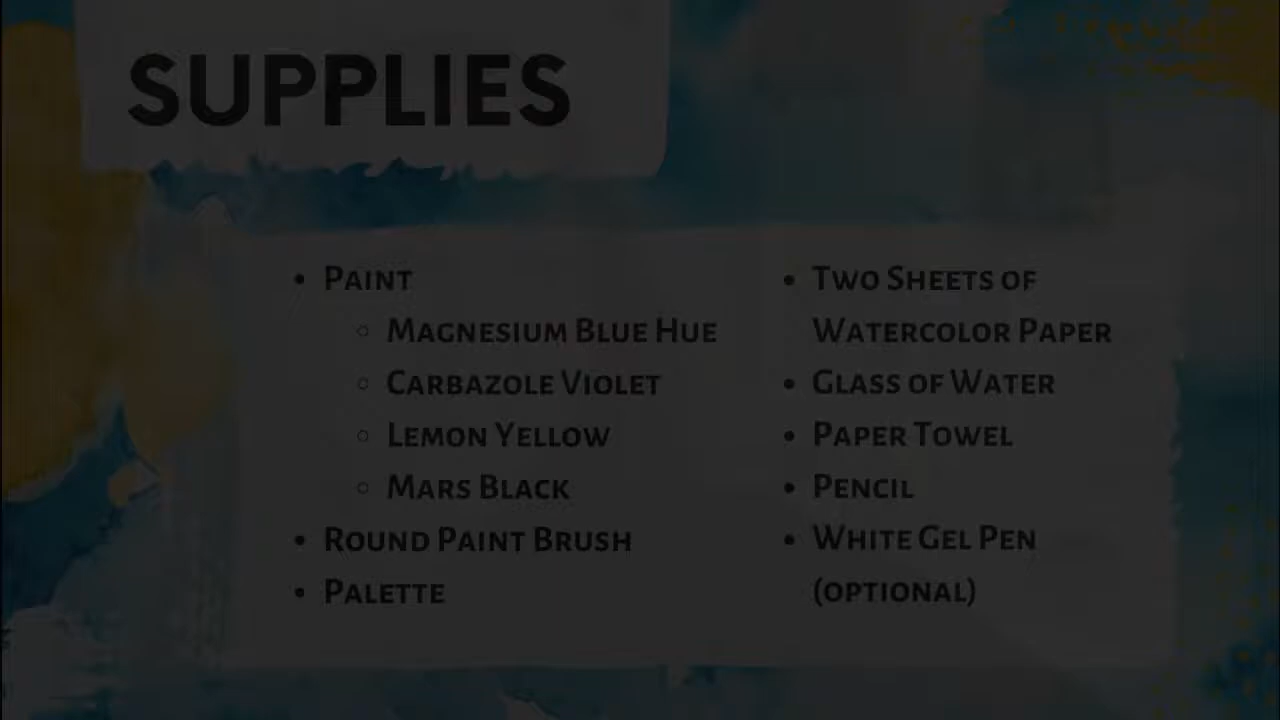 SUPPLIES
• PAINT
◦ MAGNESIUM BLUE HUE
◦ CARBAZOLE VIOLET
◦ LEMON YELLOW
◦ MARS BLACK
• ROUND PAINT BRUSH
• PALETTE
• TWO SHEETS OF
WATERCOLOR PAPER
• GLASS OF WATER
• PAPER TOWEL
• PENCIL
• WHITE GEL PEN
(OPTIONAL)